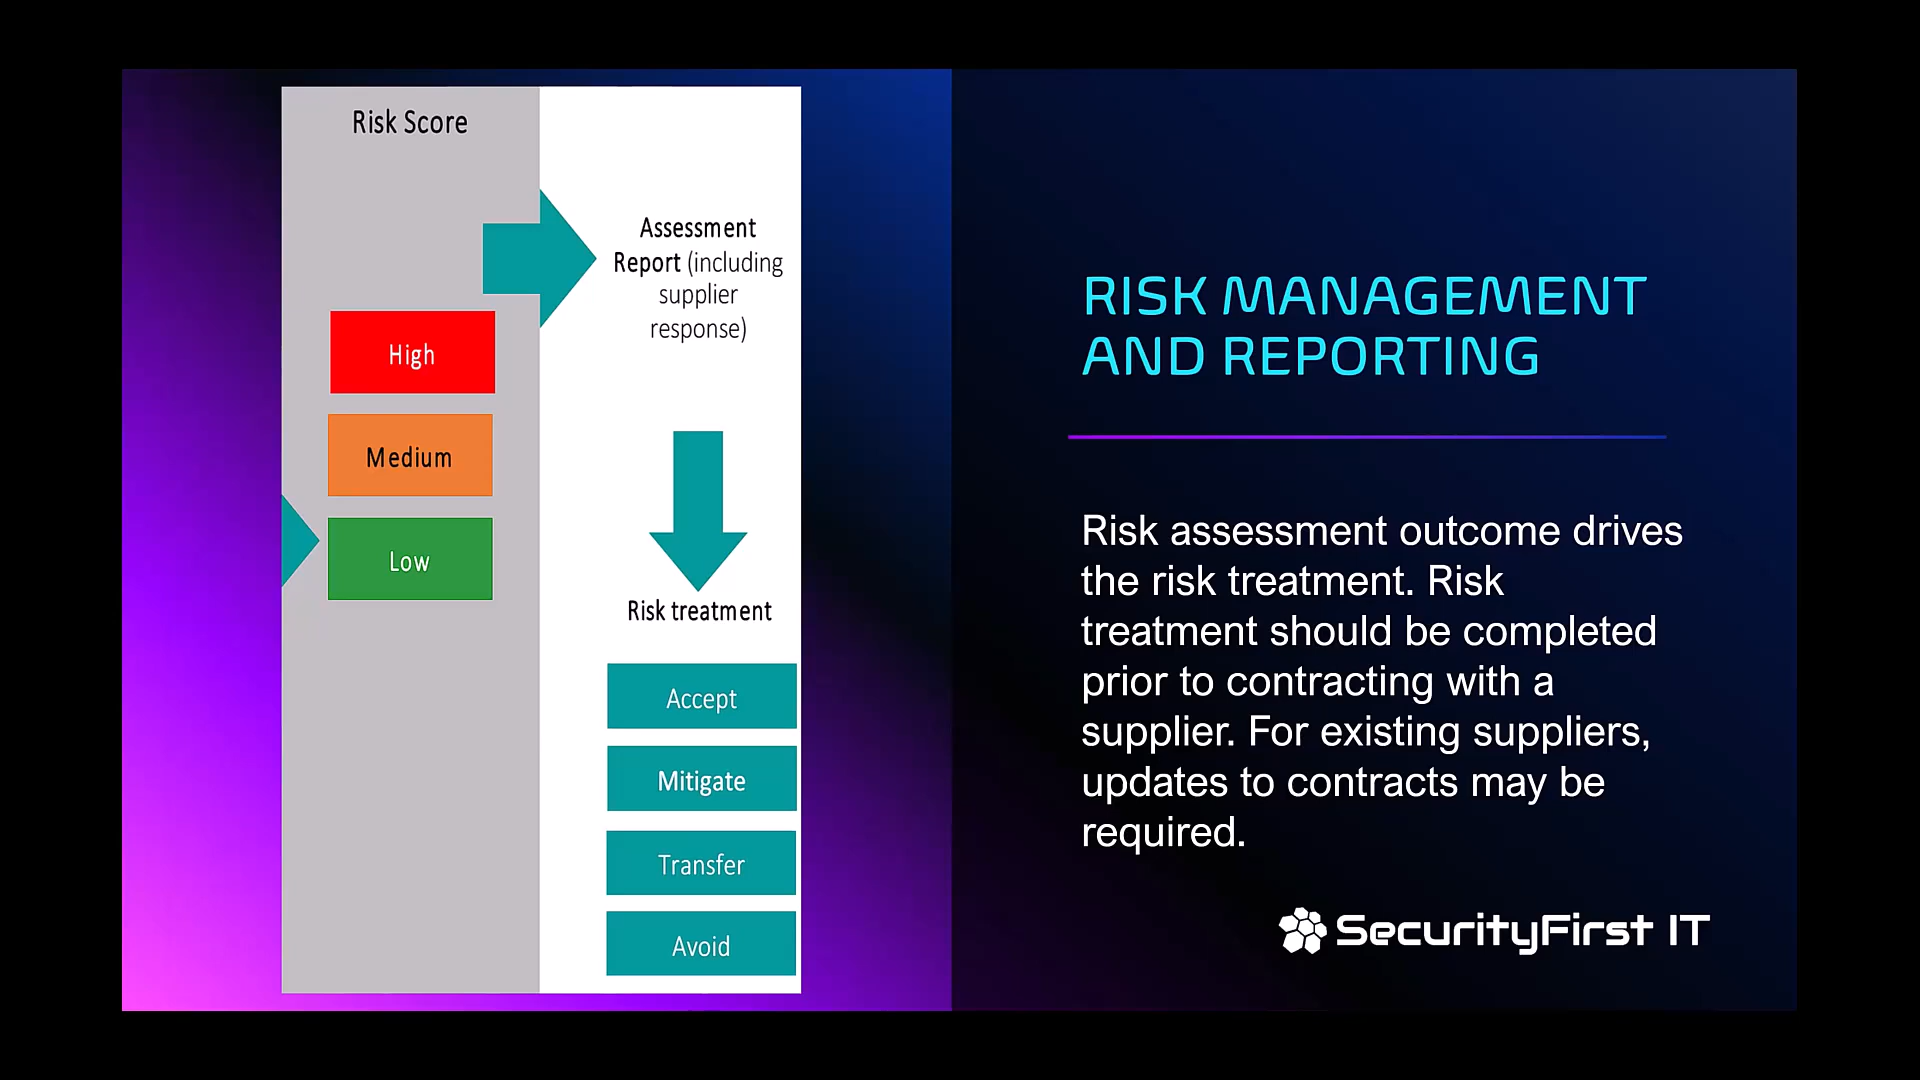 Risk Score
High
Medium
Low
Assessment
Report (including
supplier
response)
Risk treatment
Accept
Mitigate
Transfer
Avoid
RISK MANAGEMENT
AND REPORTING
Risk assessment outcome drives
the risk treatment. Risk
treatment should be completed
prior to contracting with a
supplier. For existing suppliers,
updates to contracts may be
required.
SecurityFirst IT